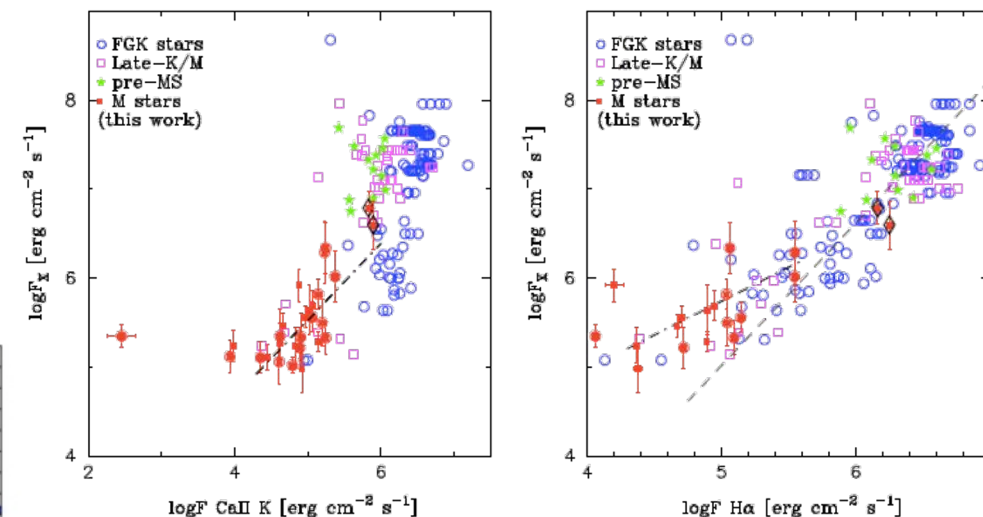 FGK stars
Late-K/M
pre-MS
M stars
(this work)
8
6
4
logFX [erg cm−2 s−1]
2
4
6
logF CaII K [erg cm−2 s−1]
FGK stars
Late-K/M
pre-MS
M stars
(this work)
8
6
4
logFX [erg cm−2 s−1]
4
5
6
logF Hα [erg cm−2 s−1]